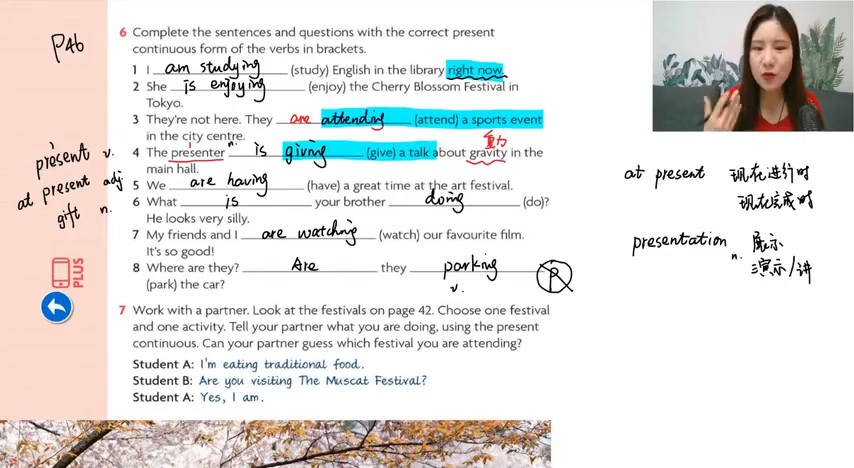 P46
6 Complete the sentences and questions with the correct present
continuous form of the verbs in brackets.
1 I am studying (study) English in the library right now.
2 She is enjoying (enjoy) the Cherry Blossom Festival in
Tokyo.
3 They're not here. They are attending (attend) a sports event
in the city centre.
重力
4 The presenter n. is giving (give) a talk about gravity in the
main hall.
5 We are having (have) a great time at the art festival.
6 What is your brother doing (do)?
He looks very silly.
7 My friends and I are watching (watch) our favourite film.
It's so good!
8 Where are they? Are they parking
v.
(park) the car?
P
present v.
at present adj.
gift n.
PLUS
7 Work with a partner. Look at the festivals on page 42. Choose one festival
and one activity. Tell your partner what you are doing, using the present
continuous. Can your partner guess which festival you are attending?
Student A: I'm eating traditional food.
Student B: Are you visiting The Muscat Festival?
Student A: Yes, I am.
at present 现在进行时
现在完成时
presentation n. 展示
演示/讲